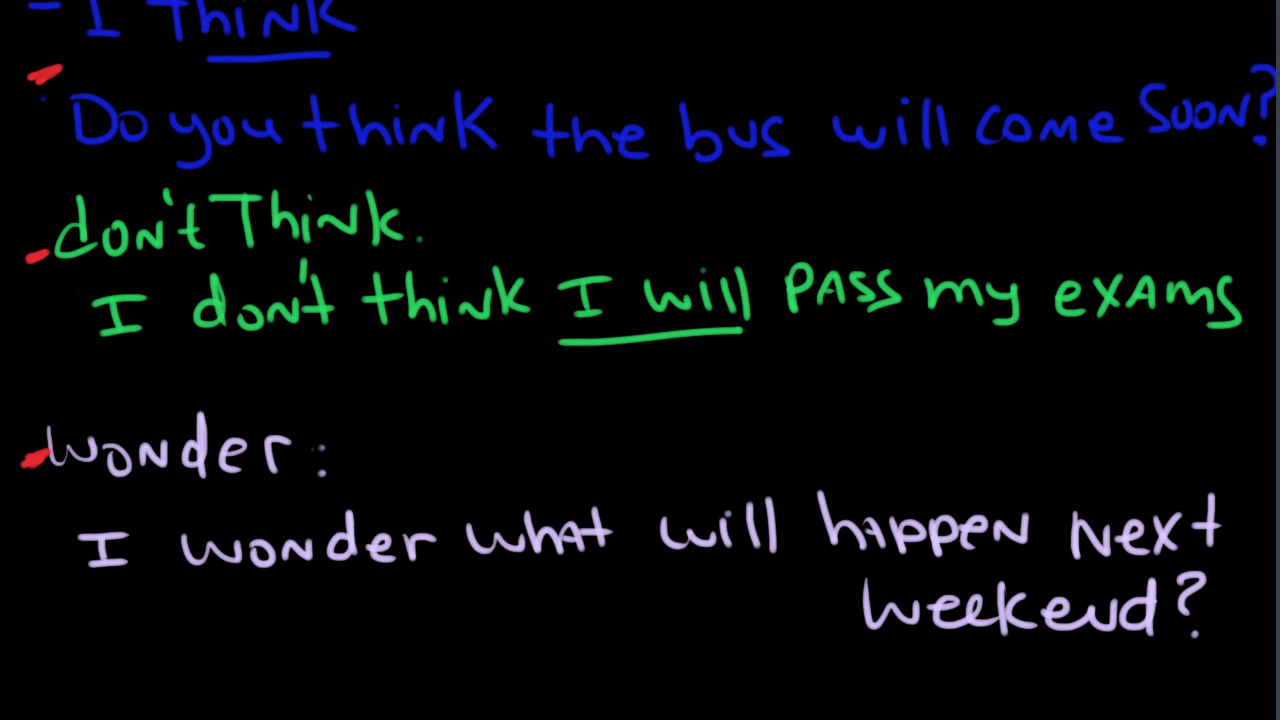 - I think
Do you think the bus will come soon?
- don't Think.
I don't think I will pass my exams
- wonder:
I wonder what will happen next
weekend?